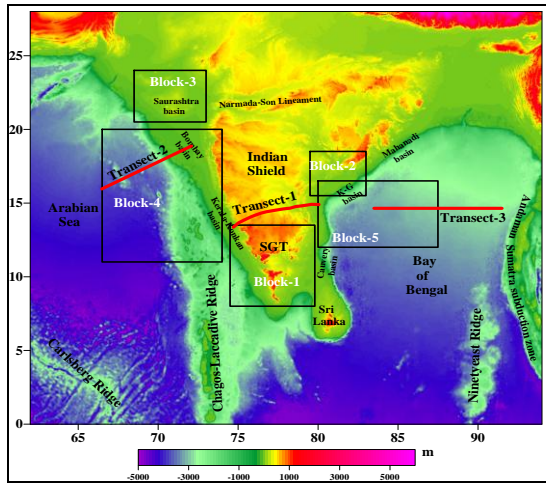 25
20
15
10
5
0
65
70
75
80
85
90
Block-3
Saurashtra
basin
Narmada-Son Lineament
Bombay
basin
Transect-2
Indian
Shield
Block-2
Mahanadi
basin
K-G
basin
Arabian
Sea
Block-4
Kerala-Konkan
basin
Transect-1
Transect-3
SGT
Block-5
Cauvery
basin
Block-1
Bay
of
Bengal
Andaman
Sumatra subduction zone
Sri
Lanka
Chagos-Laccadive Ridge
Ninetyeast Ridge
Carlsberg-Ridge
m
-5000
-3000
-1000
1000
3000
5000